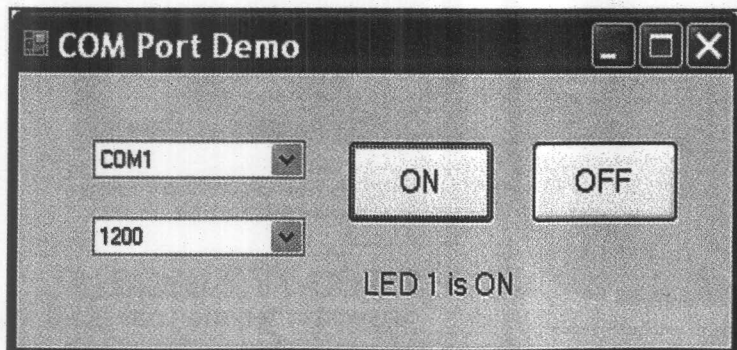 COM Port Demo
COM1
ON
OFF
1200
LED 1 is ON